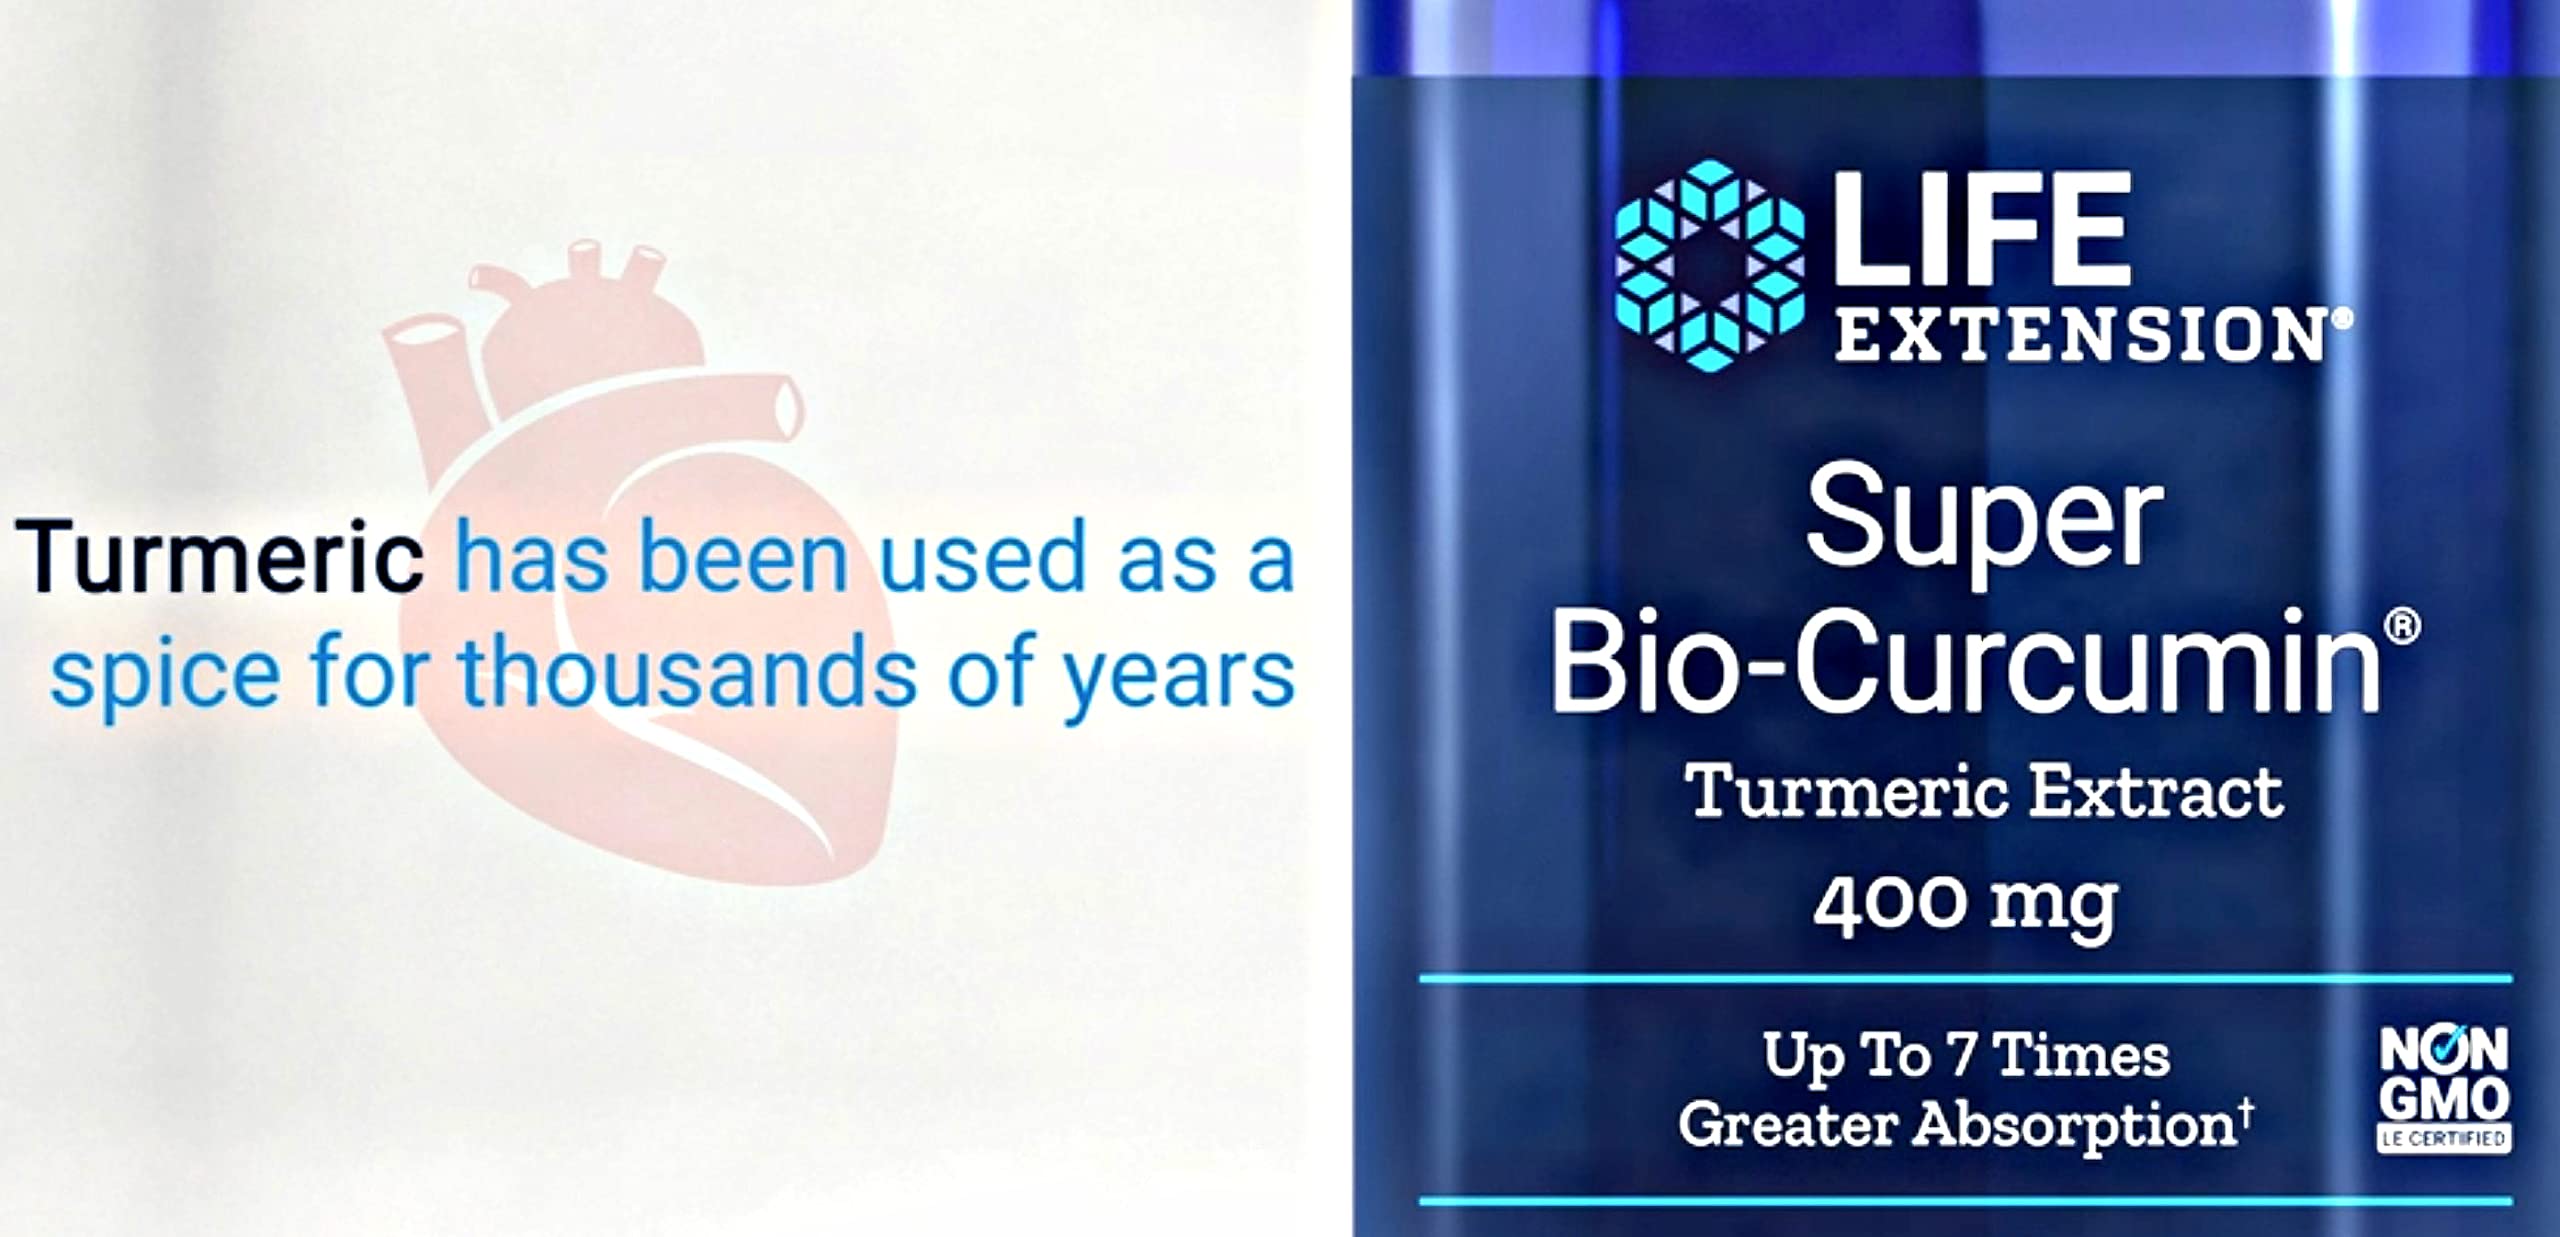 Turmeric has been used as a
spice for thousands of years
LIFE
EXTENSION®
Super
Bio-Curcumin®
Turmeric Extract
400 mg
Up To 7 Times
Greater Absorption†
NON
GMO
LE CERTIFIED